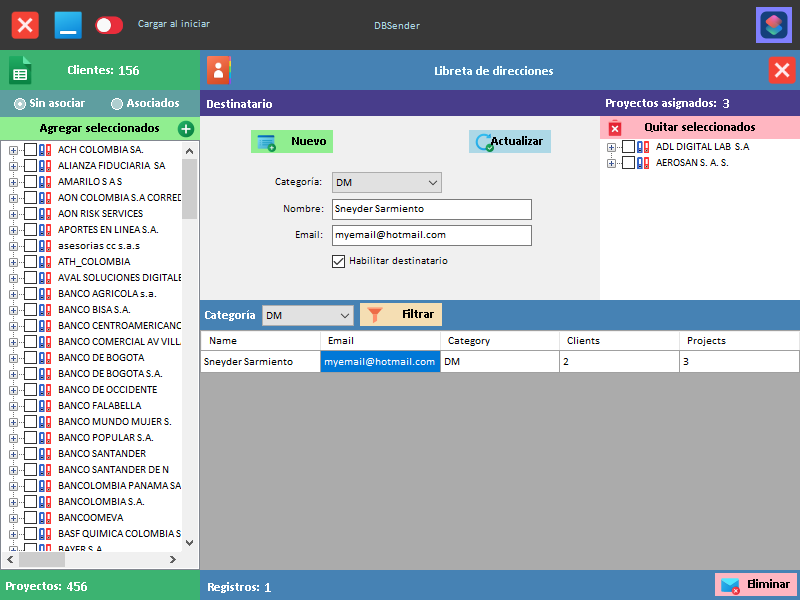 Cargar al iniciar
DBSender
Clientes: 156
Libreta de direcciones
Sin asociar
Asociados
Destinatario
Proyectos asignados: 3
Agregar seleccionados
Quitar seleccionados
ACH COLOMBIA SA.
ALIANZA FIDUCIARIA SA
AMARILO S A S
AON COLOMBIA S.A CORRED
AON RISK SERVICES
APORTES EN LINEA S.A.
asesorias cc s.a.s
ATH_COLOMBIA
AVAL SOLUCIONES DIGITALE
BANCO AGRICOLA s.a.
BANCO BISA S.A.
BANCO CENTROAMERICANO
BANCO COMERCIAL AV VILLA
BANCO DE BOGOTA
BANCO DE BOGOTA S.A.
BANCO DE OCCIDENTE
BANCO FALABELLA
BANCO MUNDO MUJER S.
BANCO POPULAR S.A.
BANCO SANTANDER
BANCO SANTANDER DE N
BANCOLOMBIA PANAMA SA
BANCOLOMBIA S.A.
BANCOOMEVA
BASF QUIMICA COLOMBIA S
BAYER S.A
Proyectos: 456
Nuevo
Actualizar
Categoría:
DM
Nombre:
Sneyder Sarmiento
Email:
myemail@hotmail.com
Habilitar destinatario
ADL DIGITAL LAB S.A
AEROSAN S. A. S.
Categoría
DM
Filtrar
Name Email Category Clients Projects
Sneyder Sarmiento myemail@hotmail.com DM 2 3
Registros: 1
Eliminar